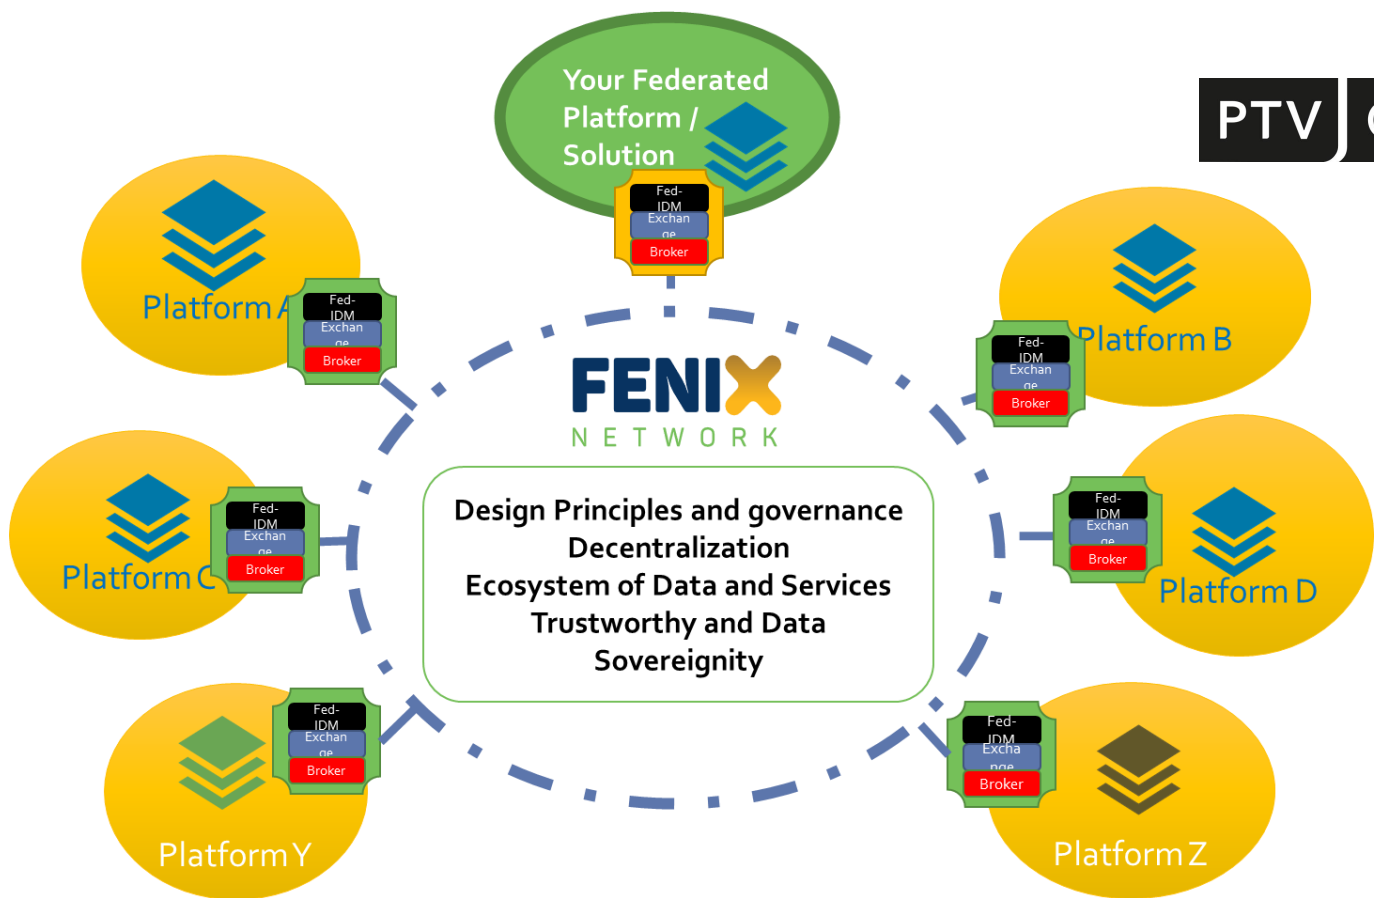 Your Federated
Platform /
Solution
PTV
Fed-
IDM
Exchan
ge
Broker
Platform A
Fed-
IDM
Exchan
ge
Broker
Platform B
Fed-
IDM
Exchan
ge
Broker
FENIX
NETWORK
Platform C
Fed-
IDM
Exchan
ge
Broker
Design Principles and governance
Decentralization
Ecosystem of Data and Services
Trustworthy and Data
Sovereignity
Platform D
Fed-
IDM
Exchan
ge
Broker
Platform Y
Fed-
IDM
Exchan
ge
Broker
Platform Z
Fed-
IDM
Excha
nge
Broker